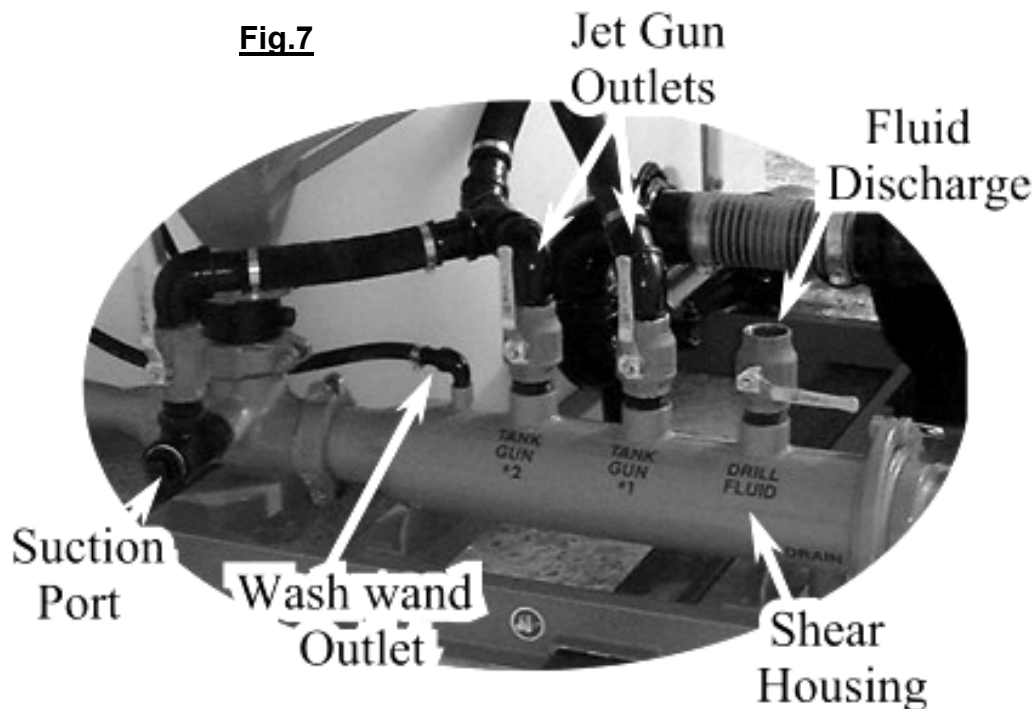 Fig.7
Jet Gun
Outlets
Fluid
Discharge
TANK
GUN
#2
TANK
GUN
#1
DRILL
FLUID
DRAIN
Suction
Port
Wash wand
Outlet
Shear
Housing